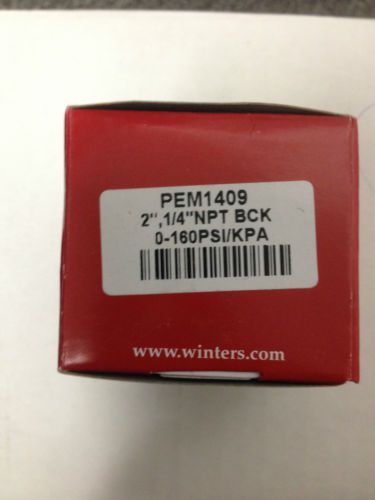 PEM1409
2",1/4"NPT BCK
0-160PSI/KPA
www.winters.com